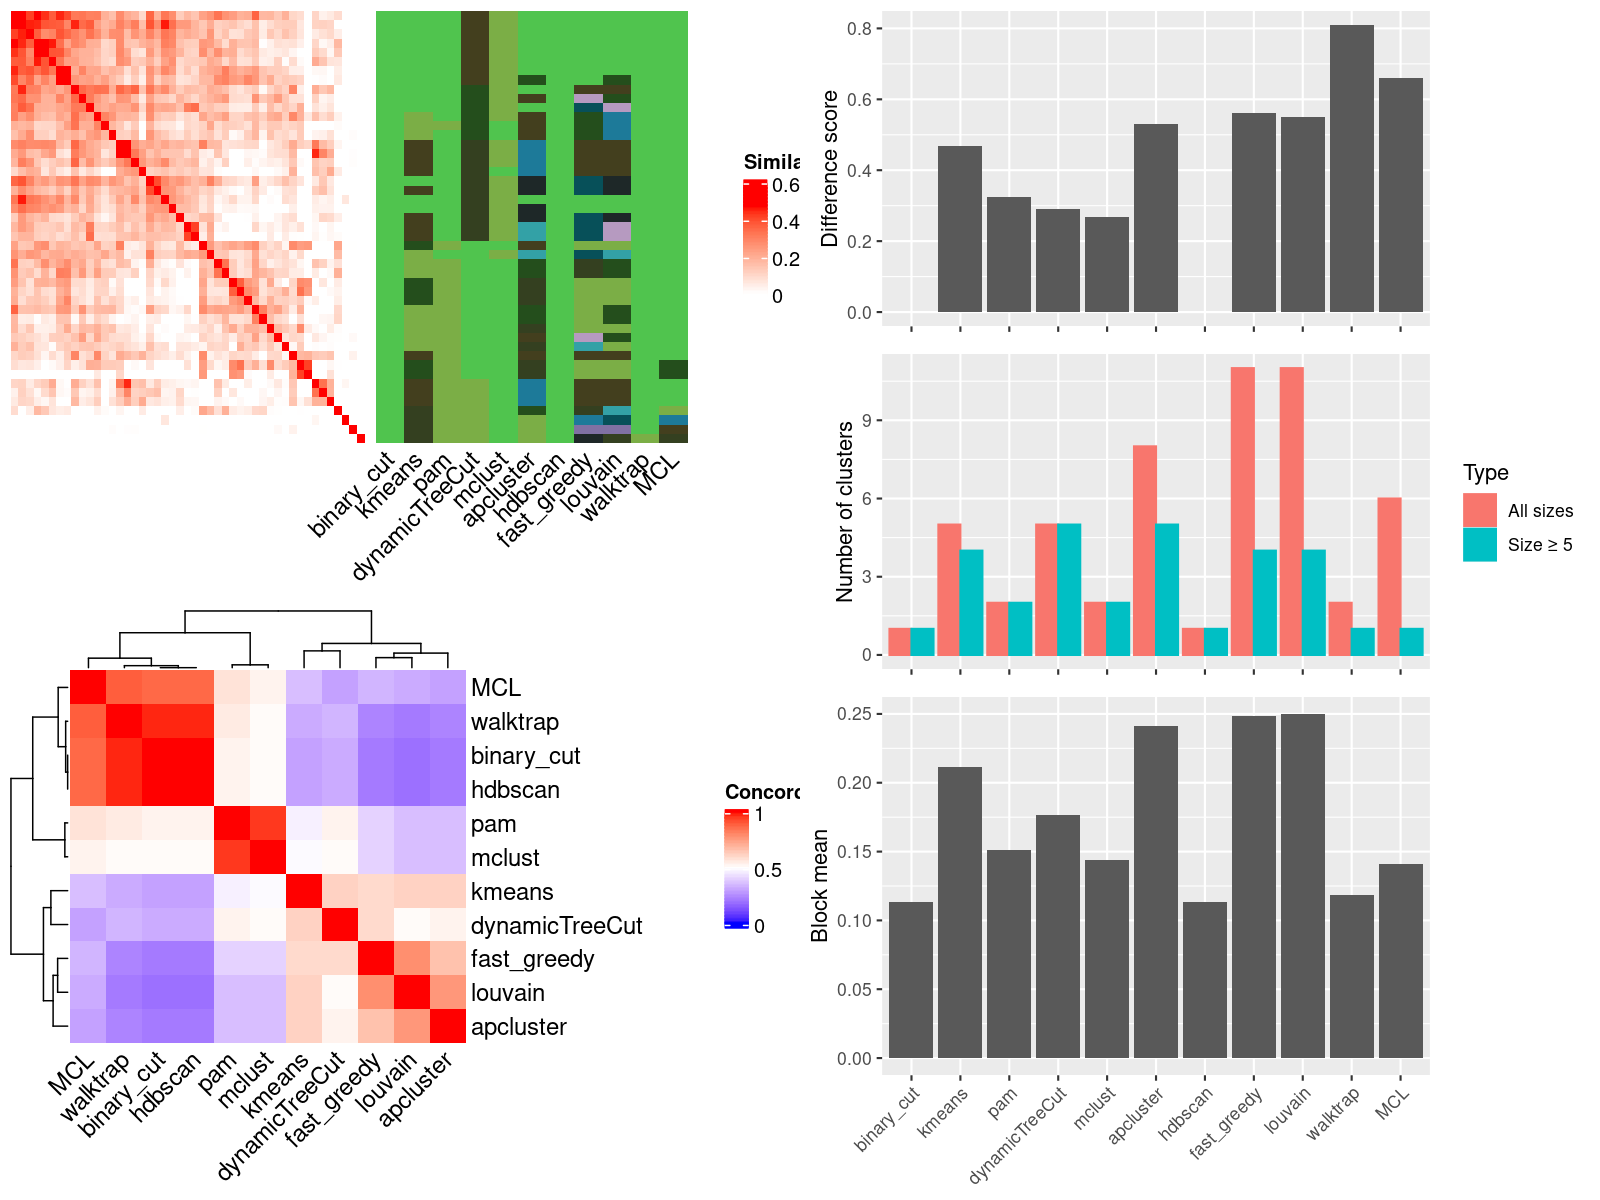 Simila
0.6
0.4
0.2
0
binary_cut
kmeans
pam
dynamicTreeCut
mclust
apcluster
hdbscan
fast_greedy
louvain
walktrap
MCL
Difference score
0.8
0.6
0.4
0.2
0.0
Number of clusters
9
6
3
0
Type
All sizes
Size ≥ 5
MCL
walktrap
binary_cut
hdbscan
pam
mclust
kmeans
dynamicTreeCut
fast_greedy
louvain
apcluster
MCL
walktrap
binary_cut
hdbscan
pam
mclust
kmeans
dynamicTreeCut
fast_greedy
louvain
apcluster
Concord
1
0.5
0
Block mean
0.25
0.20
0.15
0.10
0.05
0.00
binary_cut
kmeans
pam
dynamicTreeCut
mclust
apcluster
hdbscan
fast_greedy
louvain
walktrap
MCL